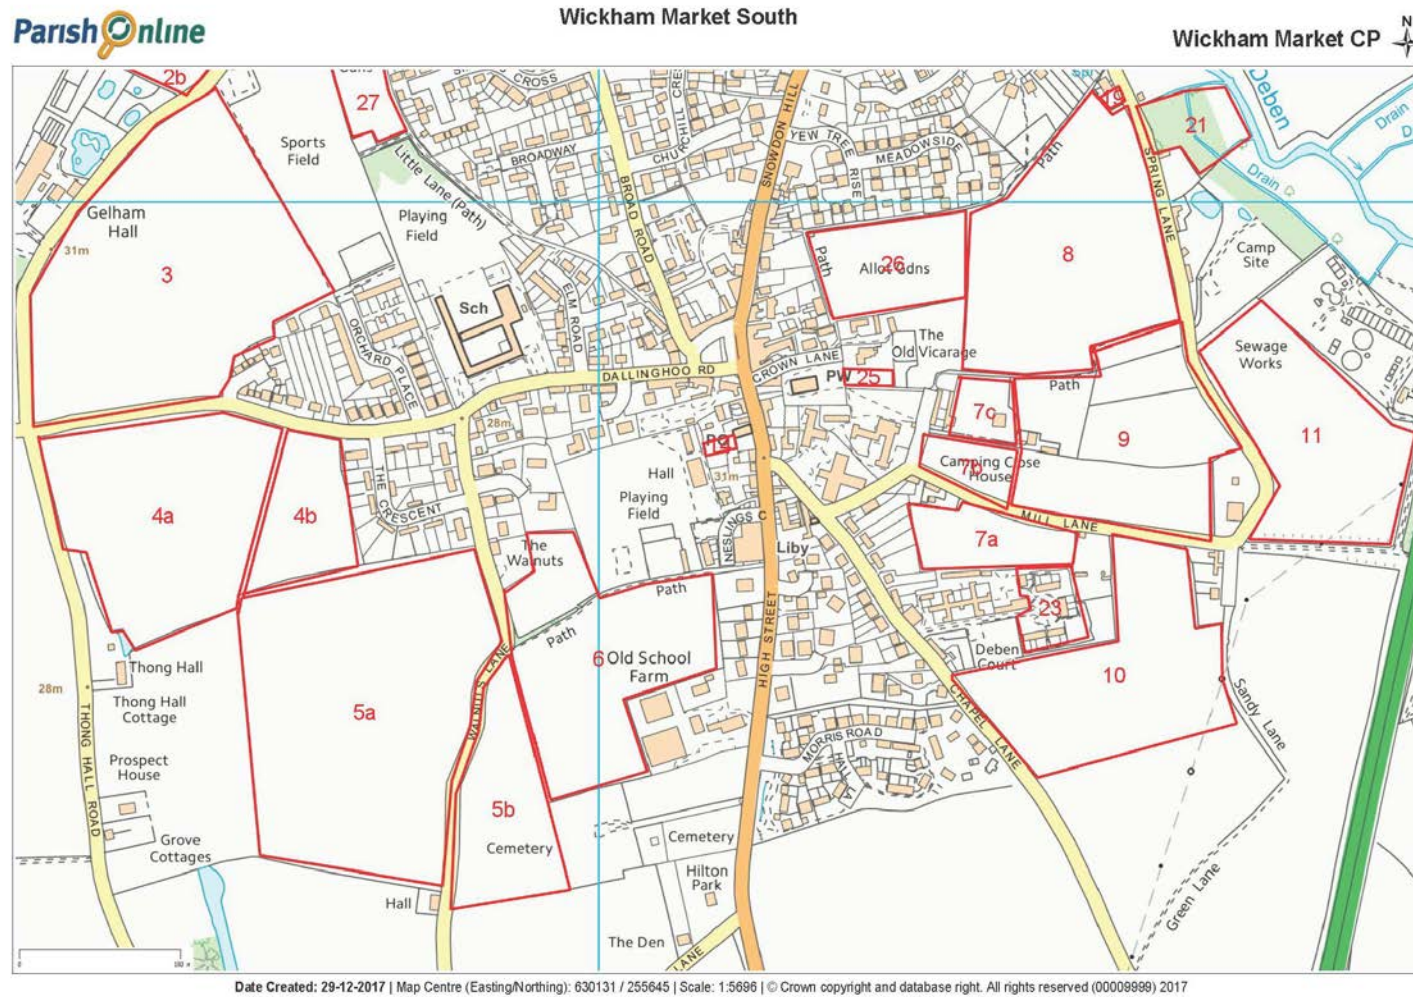 Parish Online
Wickham Market South
Wickham Market CP
N
2b
27
CROSS
Sports
Field
Little Lane (Path)
BROADWAY
CHURCHILL CRES
BROAD ROAD
SNOWDON HILL
YEW TREE
RISE
MEADOWSIDE
Path
19
21
SPRING LANE
Deben
Drain
Drain
Gelham
Hall
31m
Playing
Field
3
Sch
ELM ROAD
ORCHARD
PLACE
Path
Allot Gdns
26
8
Camp
Site
The
Old Vicarage
Sewage
Works
CROWN LANE
PW
25
DALLINGHOO RD
28m
Path
7c
9
11
Camping Close
House
7b
31m
Hall
Playing
Field
THE
CRESCENT
4a
4b
The
Walnuts
NESLINGS C
Liby
MILL LANE
7a
23
Path
Path
Deben
Court
10
Thong Hall
Thong Hall
Cottage
28m
THONG HALL ROAD
Prospect
House
5a
WALNUTS LANE
6
Old School
Farm
HIGH STREET
MORRIS ROAD
HALL LA
CHAPEL LANE
Sandy Lane
5b
Cemetery
Cemetery
Grove
Cottages
Hall
Hilton
Park
The Den
LANE
Green Lane
0
Date Created: 29-12-2017 | Map Centre (Easting/Northing): 630131 / 255645 | Scale: 1:5696 | © Crown copyright and database right. All rights reserved (00009999) 2017